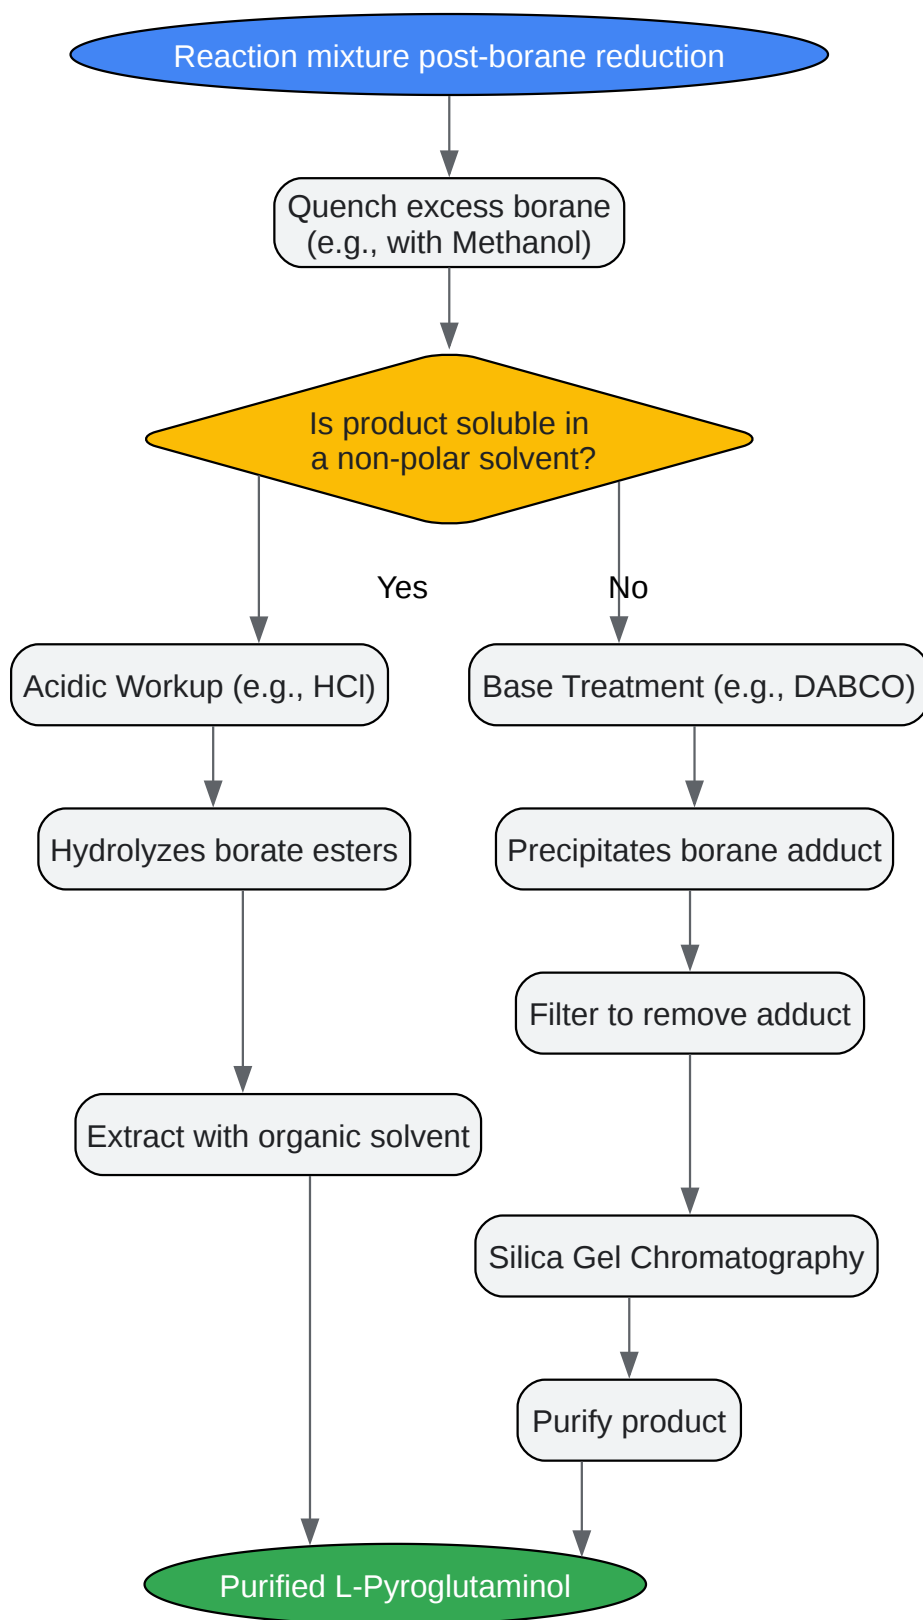 Reaction mixture post-borane reduction
Quench excess borane
(e.g., with Methanol)
Is product soluble in
a non-polar solvent?
Yes
No
Acidic Workup (e.g., HCl)
Base Treatment (e.g., DABCO)
Hydrolyzes borate esters
Precipitates borane adduct
Filter to remove adduct
Extract with organic solvent
Silica Gel Chromatography
Purify product
Purified L-Pyroglutaminol